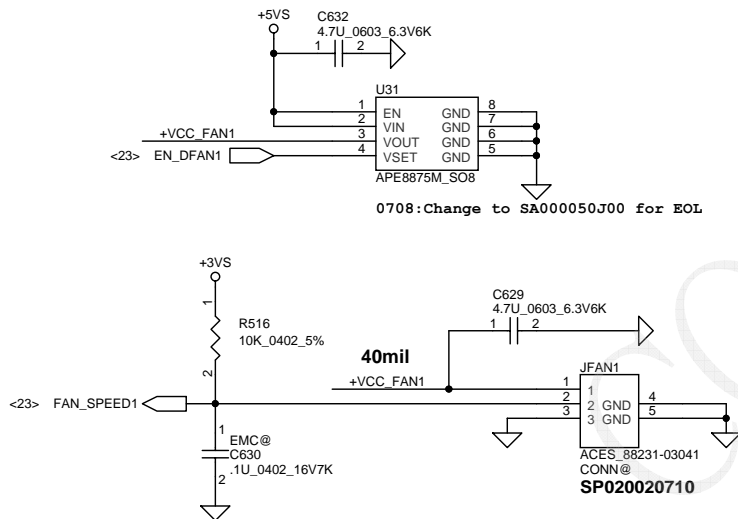 +5VS
C632
4.7U_0603_6.3V6K
1 2
U31
1 EN GND 8
2 VIN GND 7
+VCC_FAN1 3 VOUT GND 6
<23> EN_DFAN1 4 VSET GND 5
APE8875M_SO8
0708:Change to SA000050J00 for EOL
+3VS
1
R516
10K_0402_5%
2
C629
4.7U_0603_6.3V6K
1 2
40mil
+VCC_FAN1
JFAN1
1 1
2 2 GND 4
3 3 GND 5
<23> FAN_SPEED1
1
EMC@
C630
.1U_0402_16V7K
2
ACES_88231-03041
CONN@
SP020020710